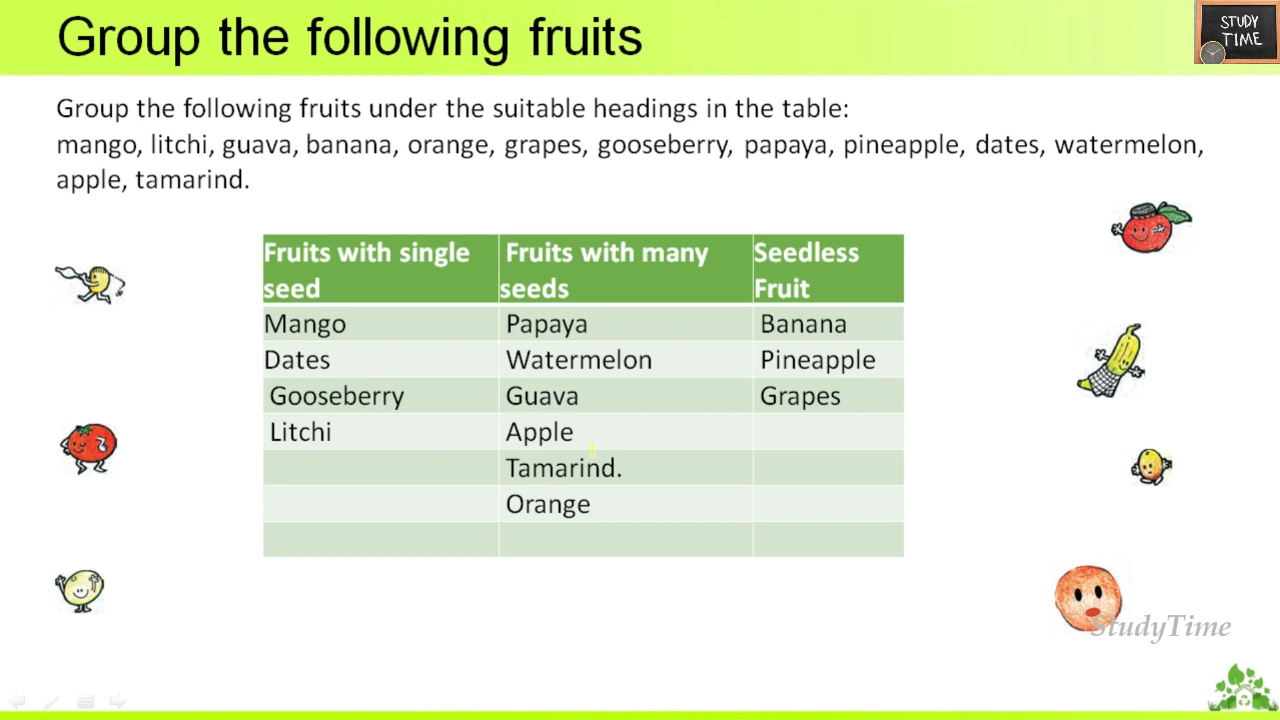 Group the following fruits
STUDY
TIME
Group the following fruits under the suitable headings in the table:
mango, litchi, guava, banana, orange, grapes, gooseberry, papaya, pineapple, dates, watermelon,
apple, tamarind.
Fruits with single seed
Fruits with many seeds
Seedless Fruit
Mango Papaya Banana
Dates Watermelon Pineapple
Gooseberry Guava Grapes
Litchi Apple
Tamarind.
Orange
StudyTime